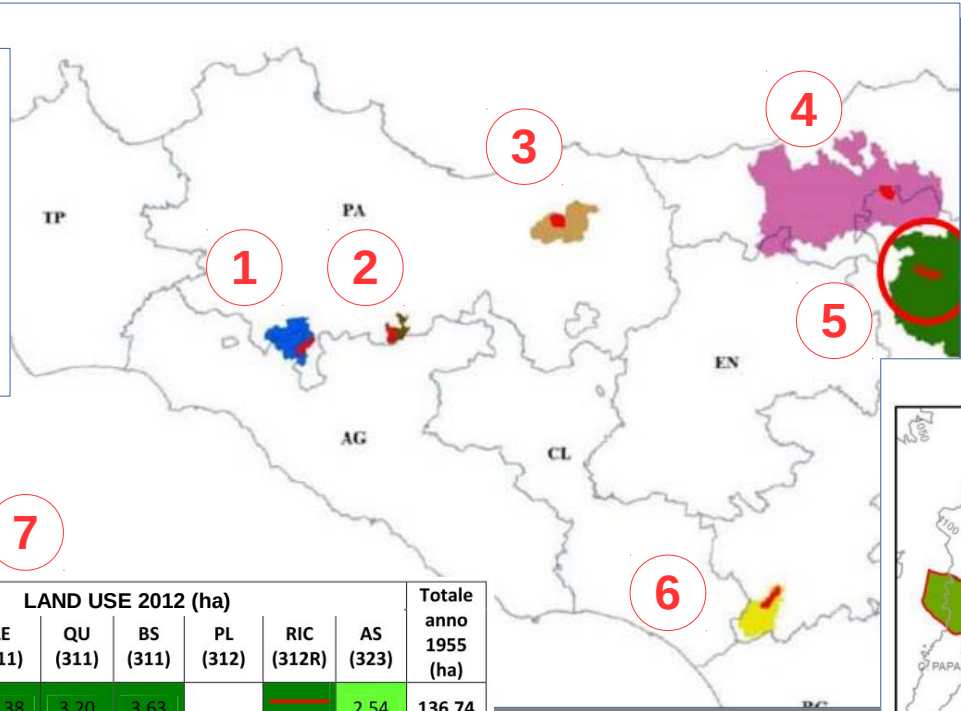 3
4
TP
PA
1
2
5
EN
AG
CL
7
6
LAND USE 2012 (ha)
Totale
anno
1955
(ha)
QU
(311)
BS
(311)
PL
(312)
RIC
(312R)
AS
(323)
3.20
3.63
2.54
136.74
1050
1100
PAPA